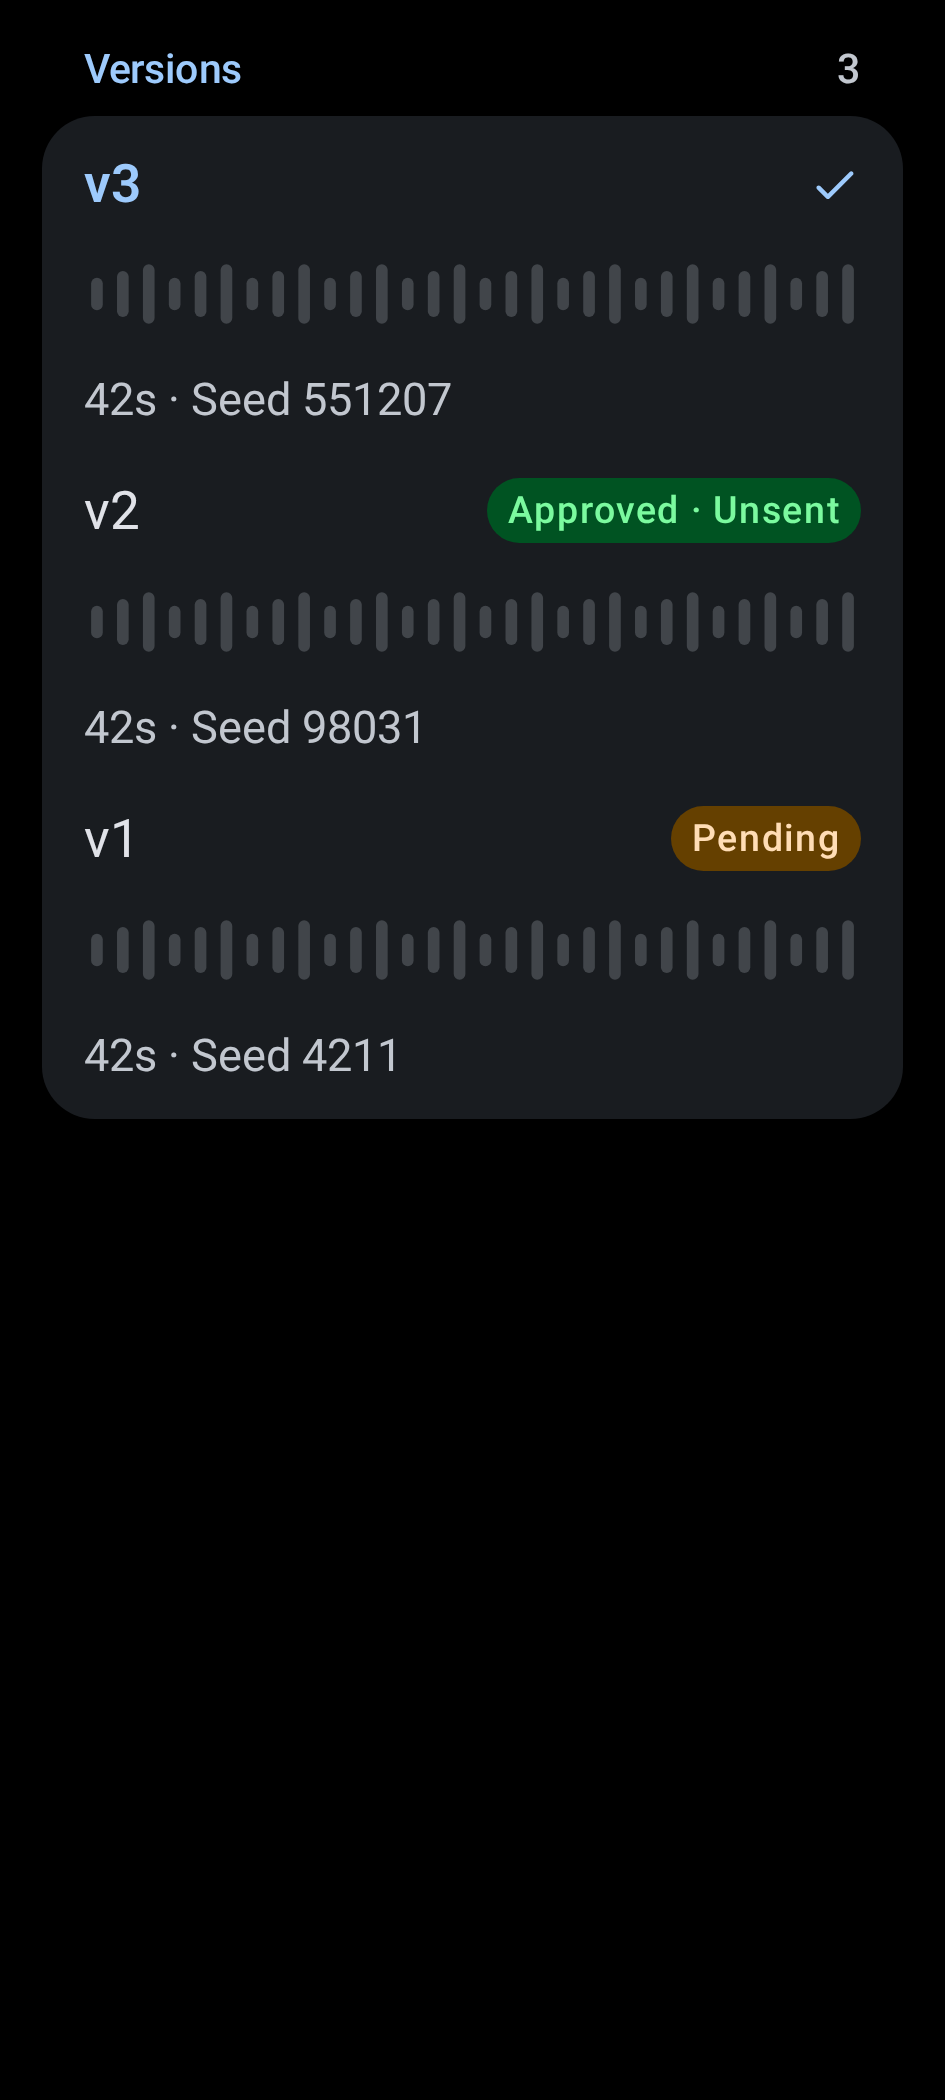 Versions 3
v3
42s · Seed 551207
v2 Approved · Unsent
42s · Seed 98031
v1 Pending
42s · Seed 4211